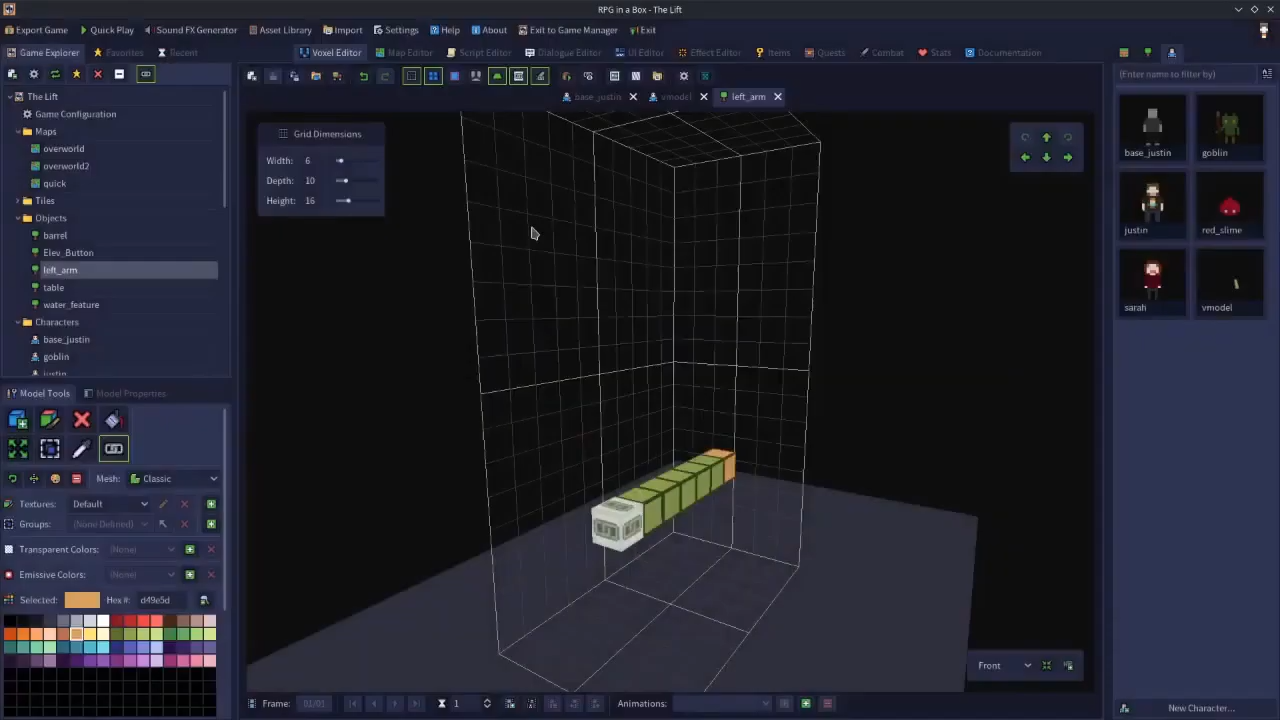 RPG in a Box - The Lift
Export Game Quick Play Sound FX Generator Asset Library Import Settings Help About Exit to Game Manager Exit
Game Explorer Favorites Recent Voxel Editor Map Editor Script Editor Dialogue Editor UI Editor Effect Editor Items Quests Combat Stats Documentation
(Enter name to filter by)
base_justin vmodel left_arm
The Lift
Game Configuration
Maps
overworld
overworld2
quick
Tiles
Objects
barrel
Elev_Button
left_arm
table
water_feature
Characters
base_justin
goblin
justin
Grid Dimensions
Width: 6
Depth: 10
Height: 16
base_justin goblin
justin red_slime
sarah vmodel
Model Tools Model Properties
Mesh: Classic
Textures: Default
Groups: (None Defined)
Transparent Colors: (None)
Emissive Colors: (None)
Selected: Hex #: d49e5d
Front
Frame: 01/01 1 Animations:
New Character...